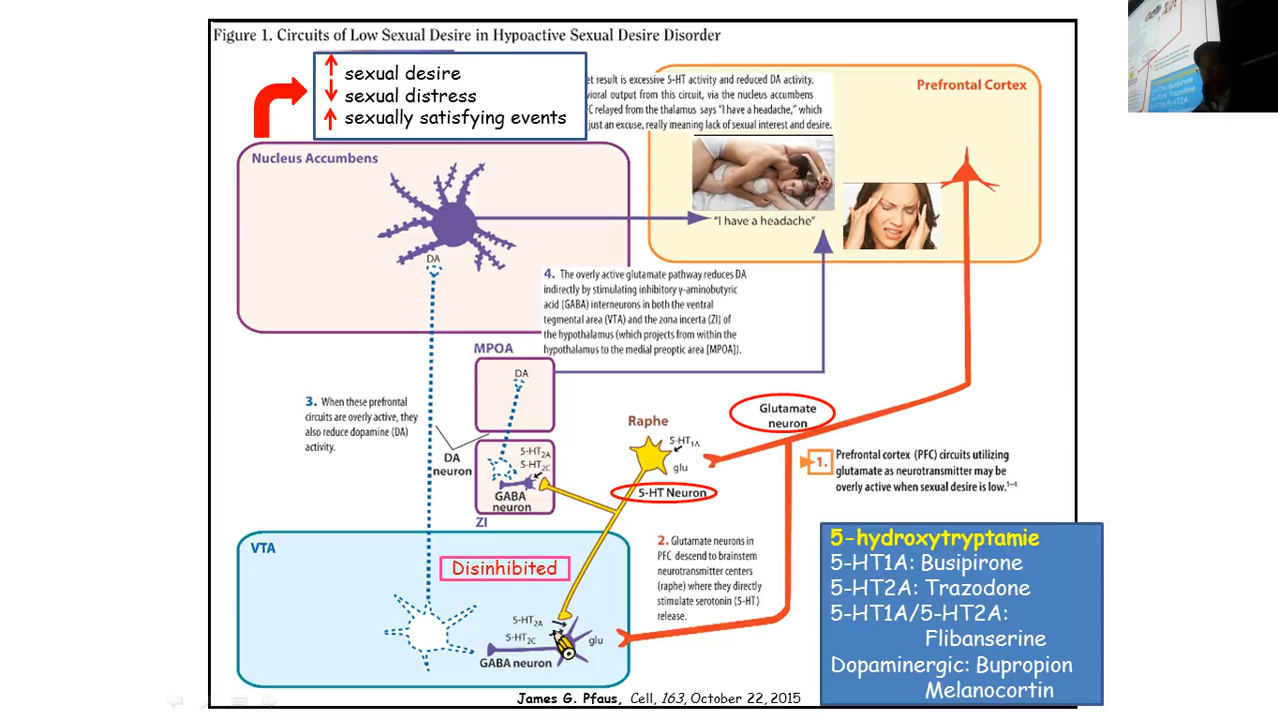 Figure 1. Circuits of Low Sexual Desire in Hypoactive Sexual Desire Disorder
sexual desire
sexual distress
sexually satisfying events
et result is excessive 5-HT activity and reduced DA activity.
ioral output from this circuit, via the nucleus accumbens
FC relayed from the thalamus says "I have a headache," which
just an excuse, really meaning lack of sexual interest and desire.
Prefrontal Cortex
Nucleus Accumbens
"I have a headache"
DA
4. The overly active glutamate pathway reduces DA
indirectly by stimulating inhibitory γ-aminobutyric
acid (GABA) interneurons in both the ventral
tegmental area (VTA) and the zona incerta (ZI) of
the hypothalamus (which projects from within the
hypothalamus to the medial preoptic area [MPOA]).
MPOA
DA
3. When these prefrontal
circuits are overly active, they
also reduce dopamine (DA)
activity.
DA
neuron
5-HT2A
5-HT2C
GABA
neuron
ZI
Raphe
5-HT1A
glu
5-HT Neuron
Glutamate
neuron
1. Prefrontal cortex (PFC) circuits utilizing
glutamate as neurotransmitter may be
overly active when sexual desire is low.1–4
VTA
Disinhibited
2. Glutamate neurons in
PFC descend to brainstem
neurotransmitter centers
(raphe) where they directly
stimulate serotonin (5-HT)
release.
5-HT2A
5-HT2C
glu
GABA neuron
5-hydroxytryptamie
5-HT1A: Busipirone
5-HT2A: Trazodone
5-HT1A/5-HT2A:
Flibanserine
Dopaminergic: Bupropion
Melanocortin
James G. Pfaus, Cell, 163, October 22, 2015